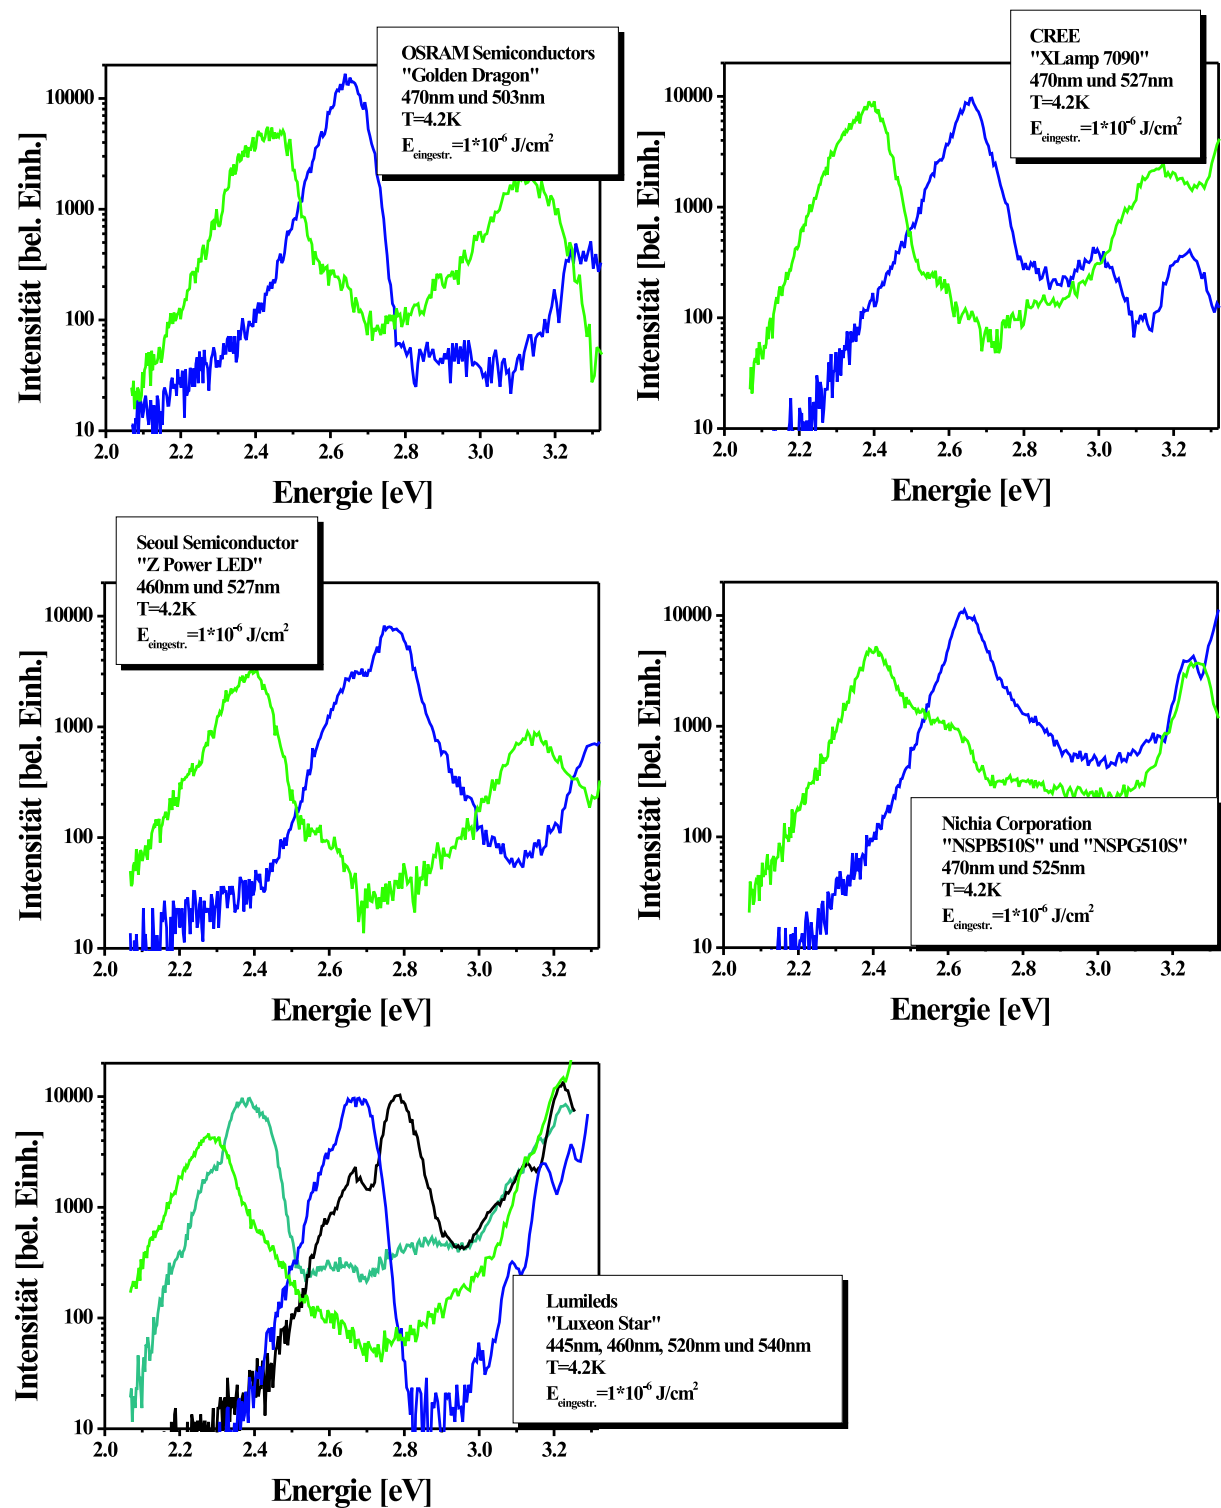 OSRAM Semiconductors
"Golden Dragon"
470nm und 503nm
T=4.2K
E eingestr.=1*10-6 J/cm2
Intensität [bel. Einh.]
10000
1000
100
10
2.0 2.2 2.4 2.6 2.8 3.0 3.2
Energie [eV]
CREE
"XLamp 7090"
470nm und 527nm
T=4.2K
E eingestr.=1*10-6 J/cm2
Intensität [bel. Einh.]
10000
1000
100
10
2.0 2.2 2.4 2.6 2.8 3.0 3.2
Energie [eV]
Seoul Semiconductor
"Z Power LED"
460nm und 527nm
T=4.2K
E eingestr.=1*10-6 J/cm2
Intensität [bel. Einh.]
10000
1000
100
10
2.0 2.2 2.4 2.6 2.8 3.0 3.2
Energie [eV]
Intensität [bel. Einh.]
10000
1000
100
10
Nichia Corporation
"NSPB510S" und "NSPG510S"
470nm und 525nm
T=4.2K
E eingestr.=1*10-6 J/cm2
2.0 2.2 2.4 2.6 2.8 3.0 3.2
Energie [eV]
Intensität [bel. Einh.]
10000
1000
100
10
Lumileds
"Luxeon Star"
445nm, 460nm, 520nm und 540nm
T=4.2K
E eingestr.=1*10-6 J/cm2
2.0 2.2 2.4 2.6 2.8 3.0 3.2
Energie [eV]